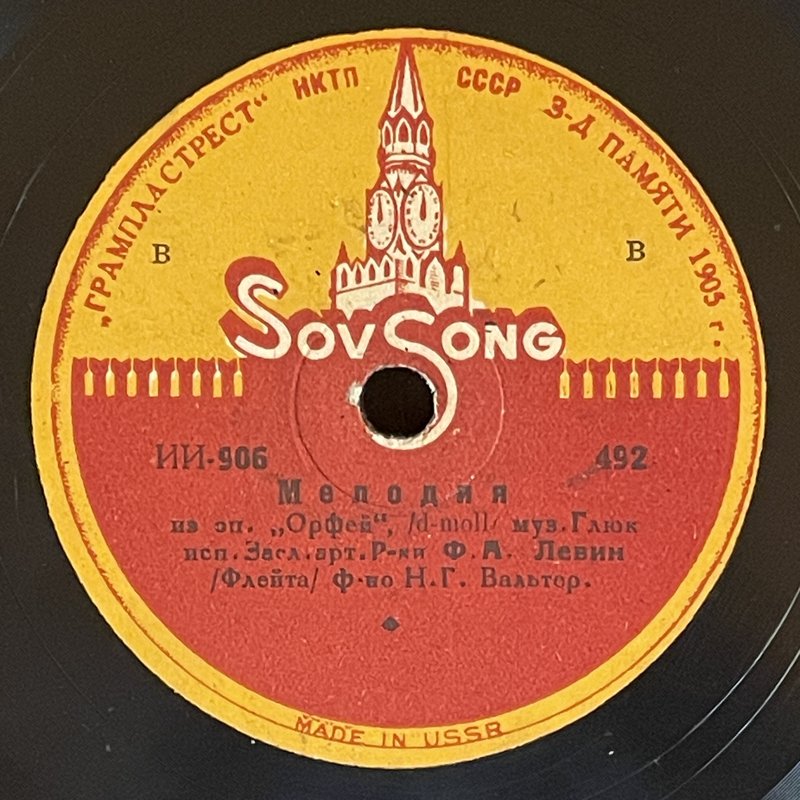 „ГРАМПЛАСТРЕСТ“ НКТП СССР З-Д ПАМЯТИ 1905 г.
В В
SOVSONG
ИИ-906 492
Мелодия
из оп. „Орфей“, /d-moll/ муз. Глюк
исп. Засл. арт. Р-ки Ф. А. Левин
/Флейта/ ф-но Н. Г. Вальтер.
MADE IN USSR